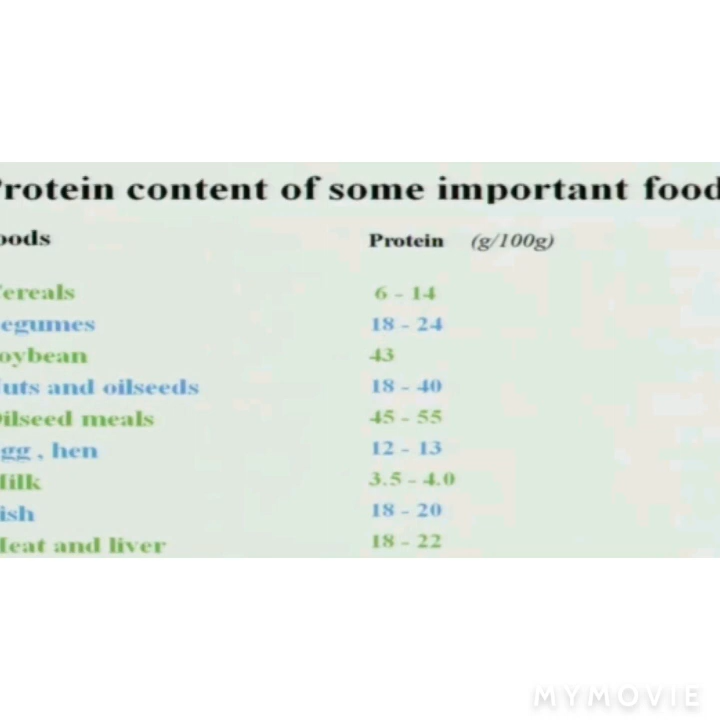 rotein content of some important food
oods Protein (g/100g)
ereals 6 - 14
egumes 18 - 24
oybean 43
uts and oilseeds 18 - 40
ilseed meals 45 - 55
gg , hen 12 - 13
ilk 3.5 - 4.0
ish 18 - 20
eat and liver 18 - 22
MYMOVIE